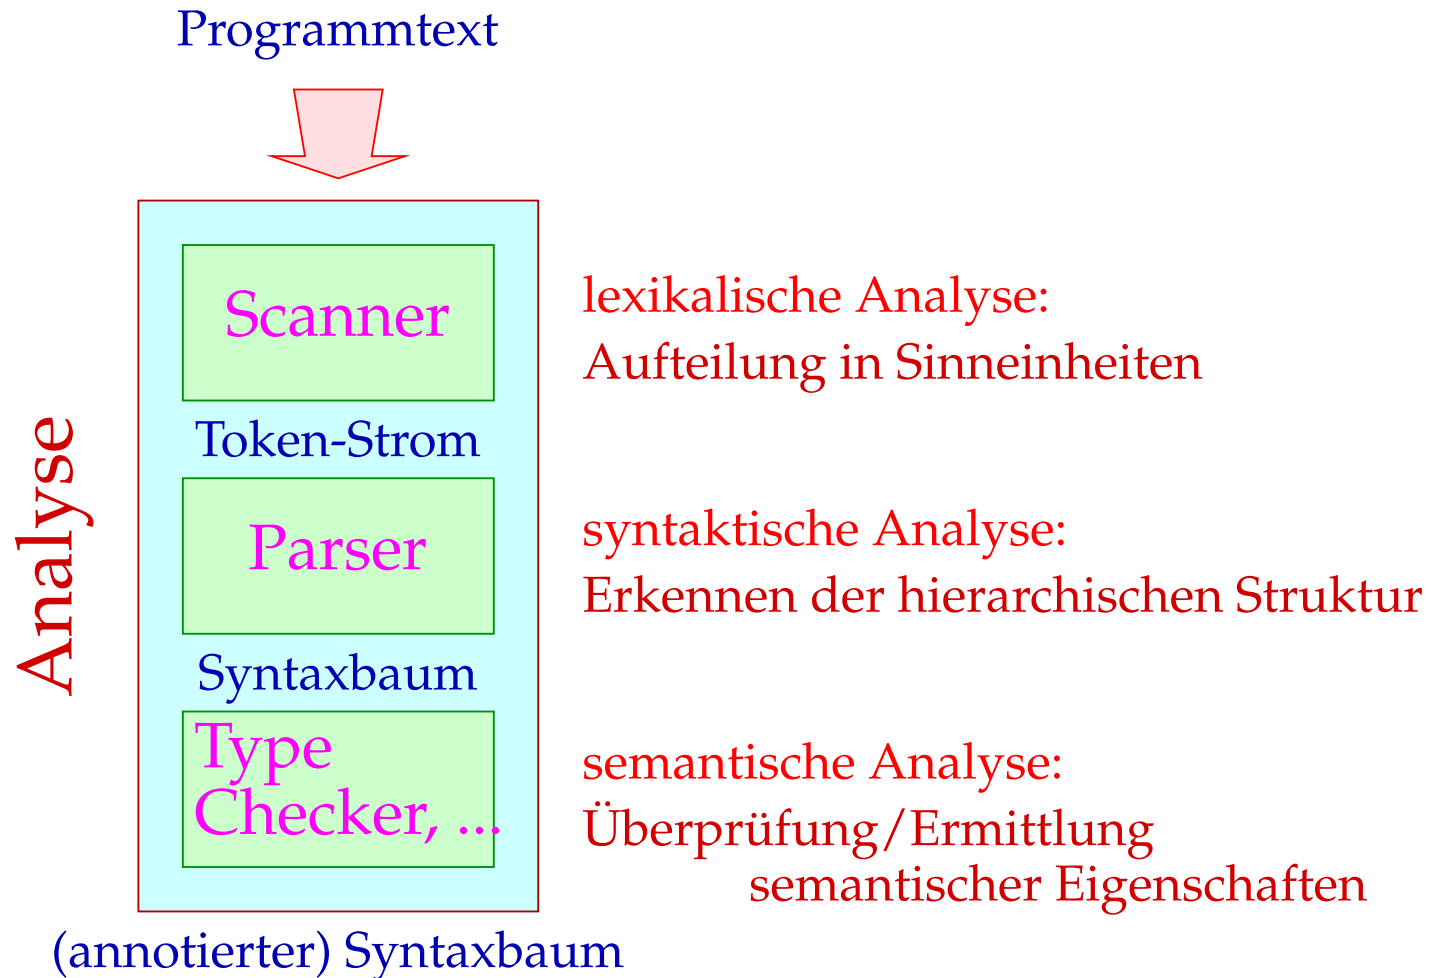 Programmtext
Analyse
Scanner
lexikalische Analyse:
Aufteilung in Sinneinheiten
Token-Strom
Parser
syntaktische Analyse:
Erkennen der hierarchischen Struktur
Syntaxbaum
Type
Checker, ...
semantische Analyse:
Überprüfung/Ermittlung
semantischer Eigenschaften
(annotierter) Syntaxbaum